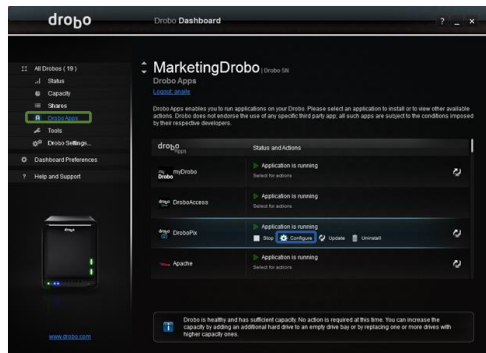 drobo
Drobo Dashboard
? _ ×
All Drobos ( 19 )
Status
Capacity
Shares
Drobo Apps
Tools
Drobo Settings...
Dashboard Preferences
? Help and Support
www.drobo.com
MarketingDrobo | Drobo 5N
Drobo Apps
Logout
DroboApps enables you to run applications on your Drobo. Please select an application to install or to view other available
actions. Drobo does not endorse the use of any specific third party app; all such apps are subject to the conditions imposed
by their respective developers.
drobo Apps
Status and Actions
my Drobo myDrobo
Application is running
Select for actions
DroboAccess
Application is running
Select for actions
DroboPix
Application is running
Stop Configure Update Uninstall
Apache
Application is running
Select for actions
Drobo is healthy and has sufficient capacity. No action is required at this time. You can increase the
capacity by adding an additional hard drive to an empty drive bay or by replacing one or more drives with
higher capacity ones.